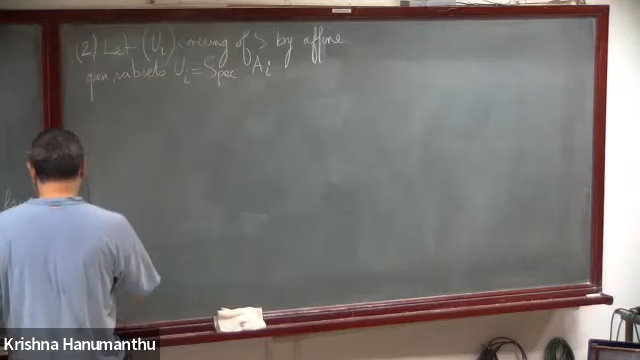 (2) Let (U_i) covering of S by affine
open subsets U_i = Spec A_i
Krishna Hanumanthu